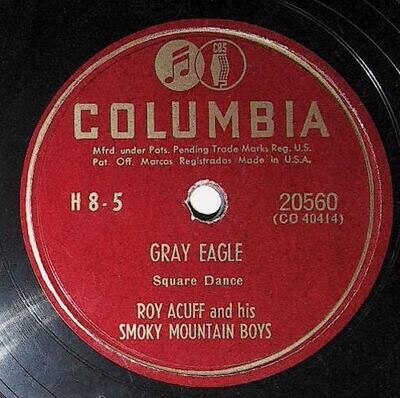 CBS
COLUMBIA
Mfrd. under Pats. Pending Trade Marks Reg. U.S.
Pat. Off. Marcas Registradas Made in U.S.A.
H 8-5
20560
(CO 40414)
GRAY EAGLE
Square Dance
ROY ACUFF and his
SMOKY MOUNTAIN BOYS